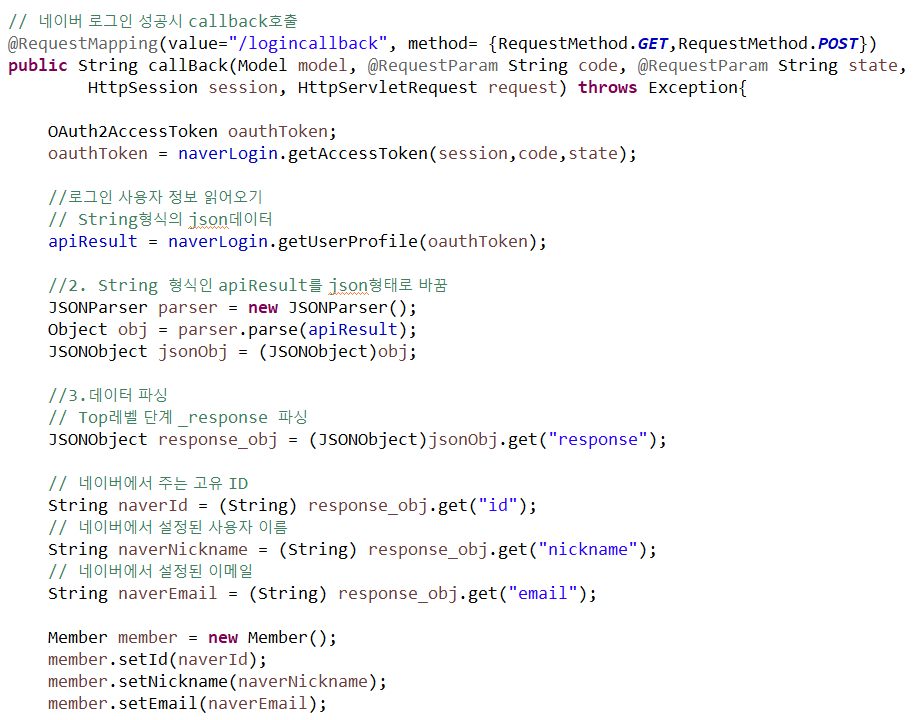 // 네이버 로그인 성공시 callback호출
@RequestMapping(value="/logincallback", method= {RequestMethod.GET,RequestMethod.POST})
public String callBack(Model model, @RequestParam String code, @RequestParam String state,
HttpSession session, HttpServletRequest request) throws Exception{
OAuth2AccessToken oauthToken;
oauthToken = naverLogin.getAccessToken(session,code,state);
//로그인 사용자 정보 읽어오기
// String형식의 json데이터
apiResult = naverLogin.getUserProfile(oauthToken);
//2. String 형식인 apiResult를 json형태로 바꿈
JSONParser parser = new JSONParser();
Object obj = parser.parse(apiResult);
JSONObject jsonObj = (JSONObject)obj;
//3.데이터 파싱
// Top레벨 단계 _response 파싱
JSONObject response_obj = (JSONObject)jsonObj.get("response");
// 네이버에서 주는 고유 ID
String naverId = (String) response_obj.get("id");
// 네이버에서 설정된 사용자 이름
String naverNickname = (String) response_obj.get("nickname");
// 네이버에서 설정된 이메일
String naverEmail = (String) response_obj.get("email");
Member member = new Member();
member.setId(naverId);
member.setNickname(naverNickname);
member.setEmail(naverEmail);